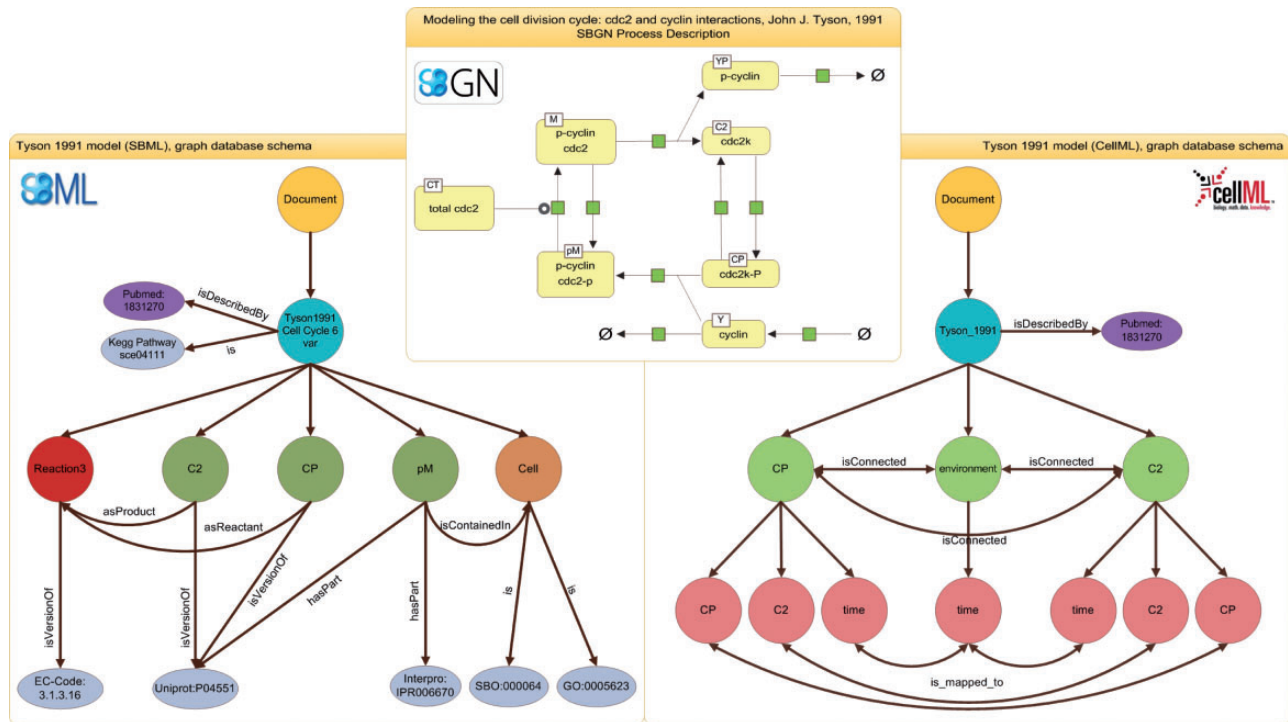 Modeling the cell division cycle: cdc2 and cyclin interactions, John J. Tyson, 1991
SBGN Process Description
SBGN
YP
p-cyclin
Ø
M
p-cyclin
cdc2
C2
cdc2k
CT
total cdc2
pM
p-cyclin
cdc2-p
CP
cdc2k-P
Ø
Y
cyclin
Ø
Tyson 1991 model (SBML), graph database schema
SBML
Document
Pubmed:
1831270
isDescribedBy
Tyson1991
Cell Cycle 6
var
Kegg Pathway
sce04111
is
Reaction3
C2
CP
pM
Cell
asProduct
asReactant
isContainedIn
isVersionOf
isVersionOf
isVersionOf
hasPart
hasPart
is
is
EC-Code:
3.1.3.16
Uniprot:P04551
Interpro:
IPR006670
SBO:000064
GO:0005623
Tyson 1991 model (CellML), graph database schema
cellML
biology, math, data, knowledge.
Document
Tyson_1991
isDescribedBy
Pubmed:
1831270
CP
isConnected
environment
isConnected
C2
isConnected
CP
C2
time
time
time
C2
CP
is_mapped_to